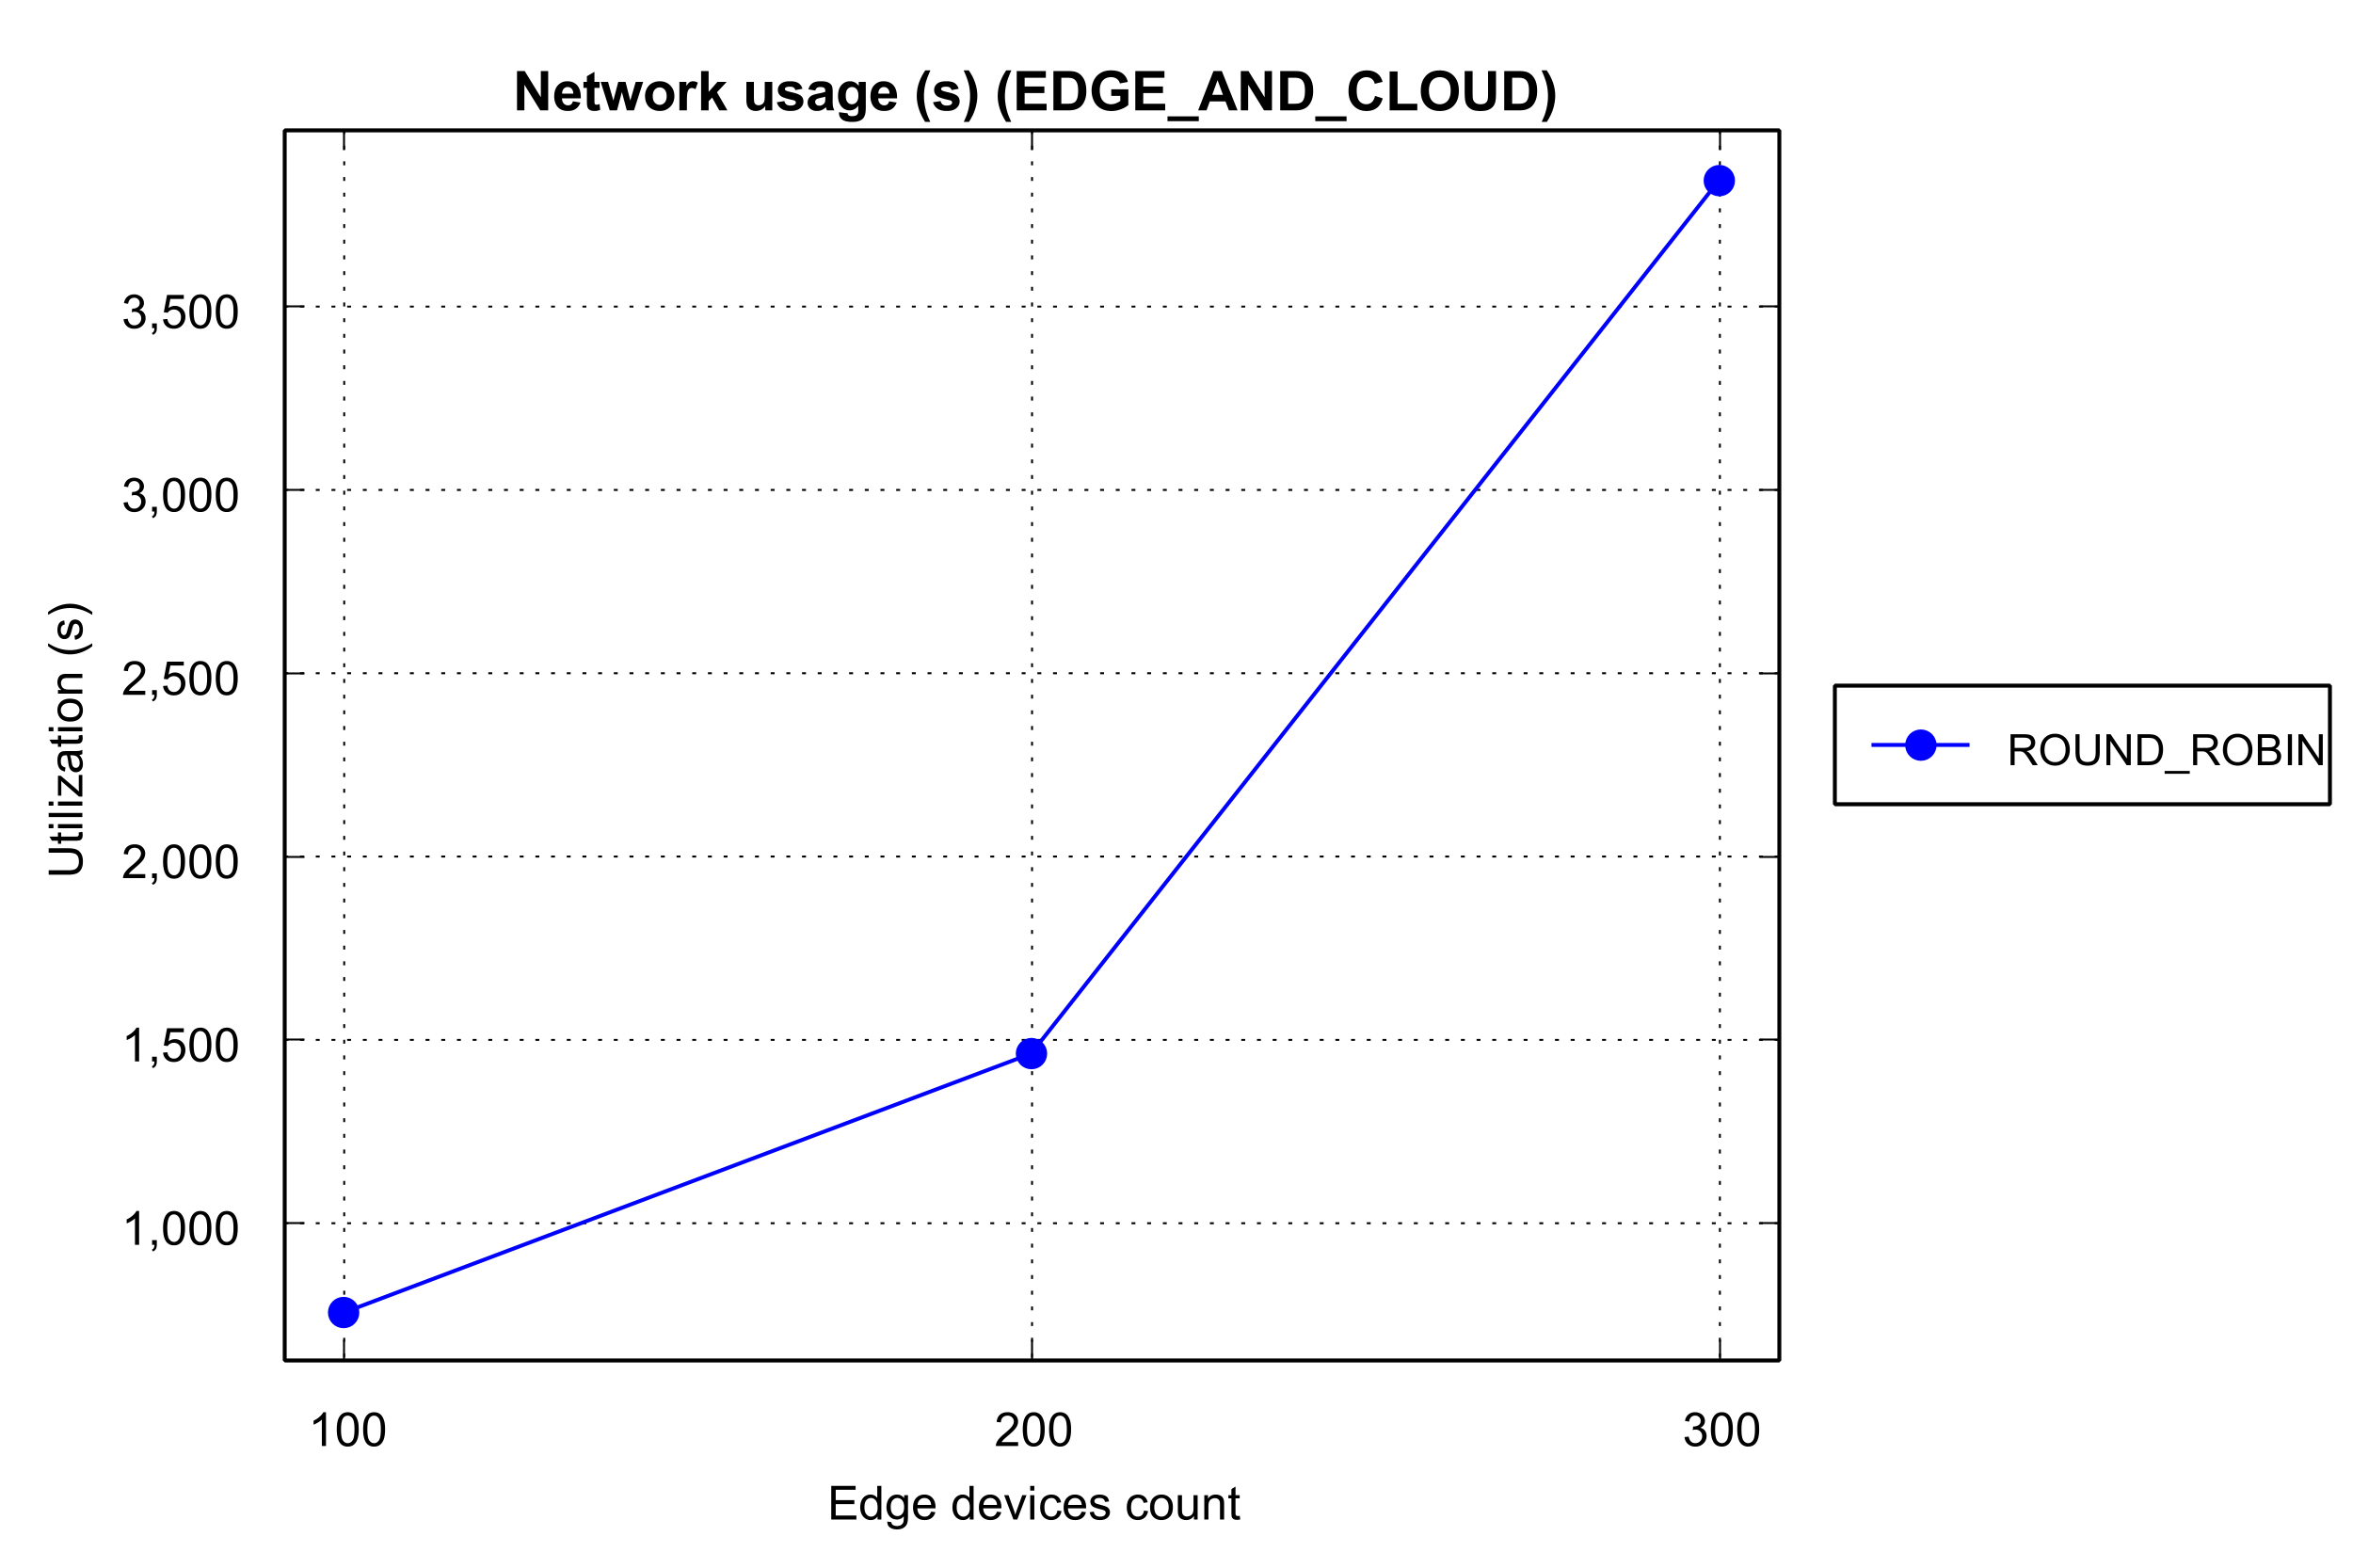 Network usage (s) (EDGE_AND_CLOUD)
3,500
3,000
2,500
2,000
1,500
1,000
Utilization (s)
ROUND_ROBIN
100 200 300
Edge devices count